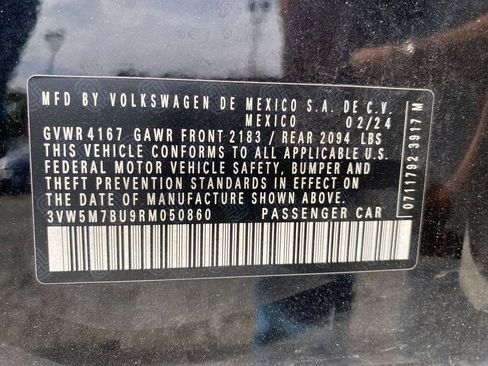 MFD BY VOLKSWAGEN DE MEXICO S.A. DE C.V.
MEXICO 02/24
GVWR 4167 GAWR FRONT 2183 / REAR 2094 LBS
THIS VEHICLE CONFORMS TO ALL APPLICABLE U.S.
FEDERAL MOTOR VEHICLE SAFETY, BUMPER AND
THEFT PREVENTION STANDARDS IN EFFECT ON
THE DATE OF MANUFACTURE SHOWN ABOVE.
3VW5M7BU9RM050860 PASSENGER CAR
0711792 3917 M